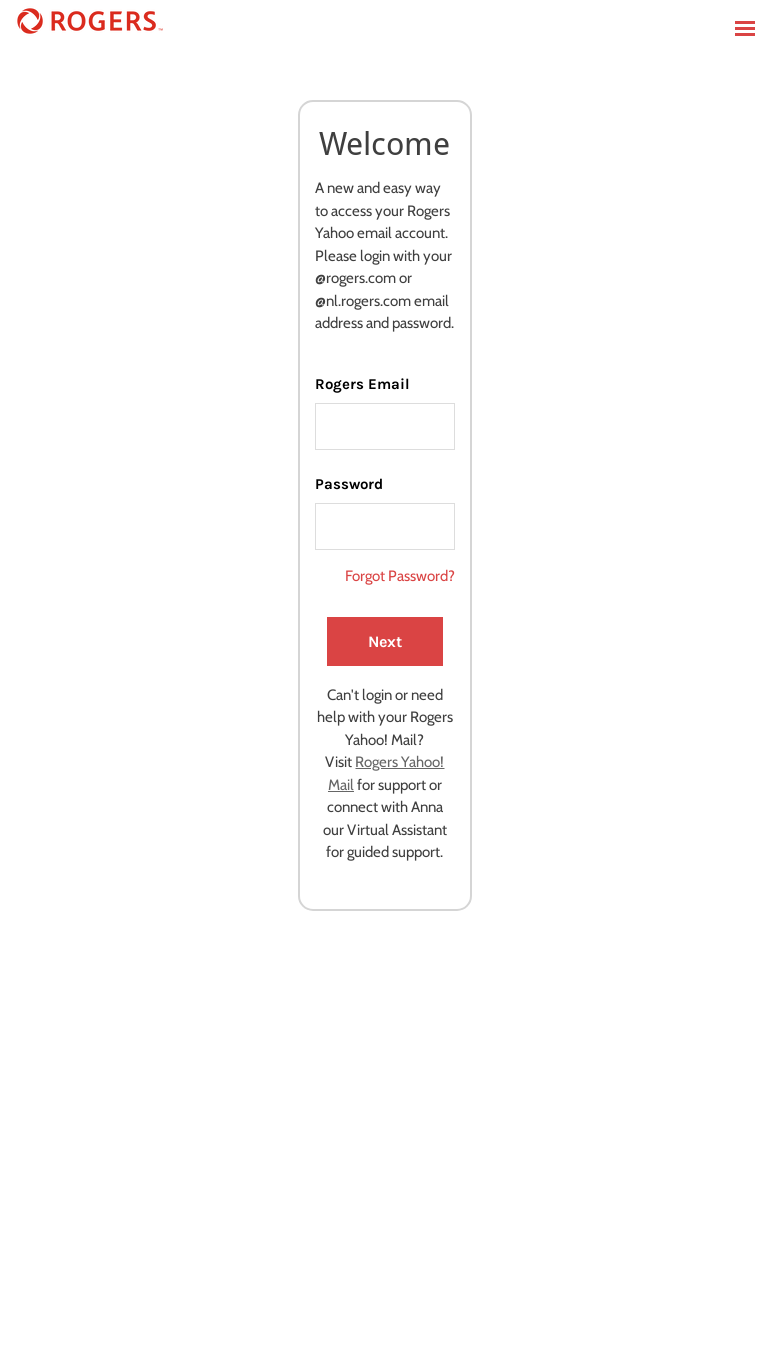 ROGERS™
Welcome
A new and easy way
to access your Rogers
Yahoo email account.
Please login with your
@rogers.com or
@nl.rogers.com email
address and password.
Rogers Email
Password
Forgot Password?
Next
Can't login or need
help with your Rogers
Yahoo! Mail?
Visit Rogers Yahoo!
Mail for support or
connect with Anna
our Virtual Assistant
for guided support.